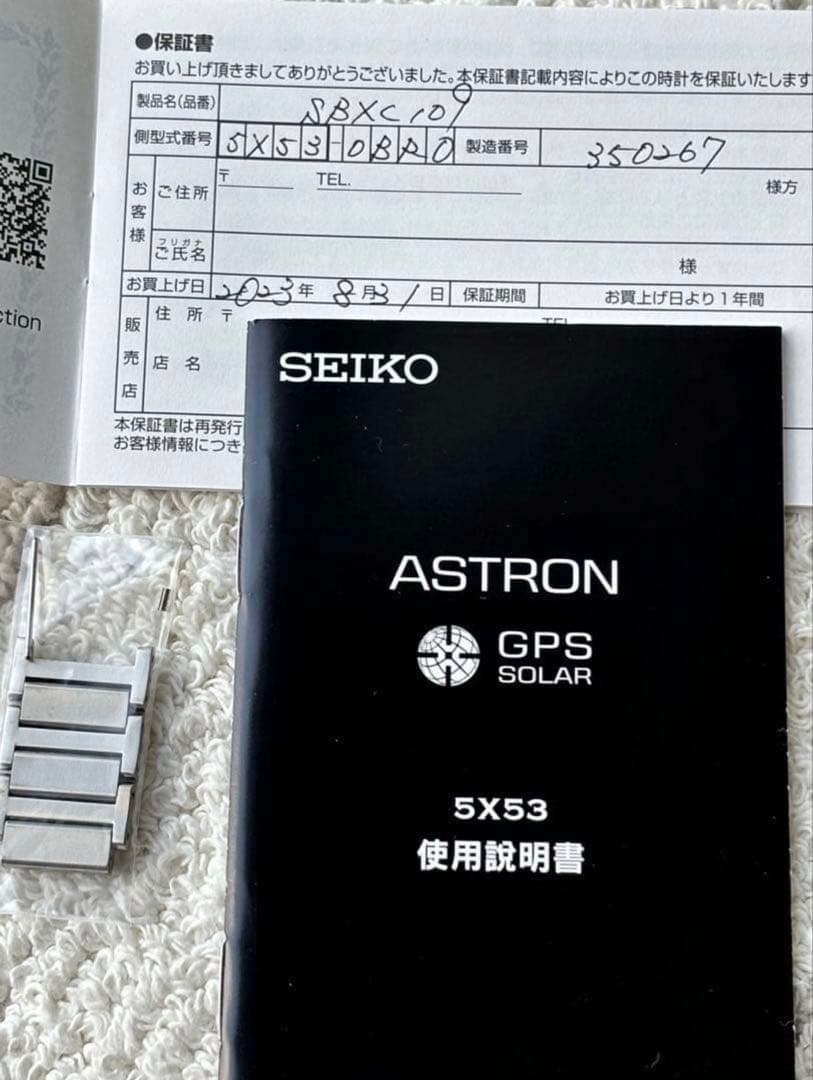 ●保証書
お買い上げ頂きましてありがとうございました。本保証書記載内容によりこの時計を保証いたします
製品名(品番) SBXC109
側型式番号 5X53-0BR0 製造番号 350267
お客様 ご住所 〒 TEL. 様方
フリガナ
ご氏名 様
お買上げ日 2023年 8月31日 保証期間 お買上げ日より1年間
ction
販売店 住所 〒 TEL
店名
本保証書は再発行
お客様情報につき
SEIKO
ASTRON
GPS
SOLAR
5X53
使用説明書